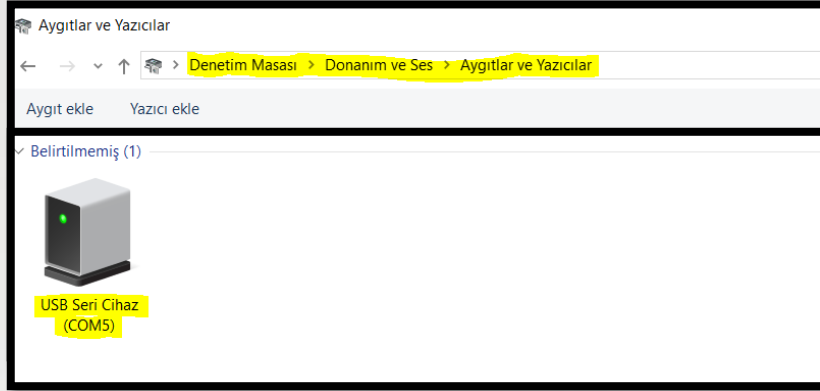 Aygıtlar ve Yazıcılar
Denetim Masası > Donanım ve Ses > Aygıtlar ve Yazıcılar
Aygıt ekle Yazıcı ekle
Belirtilmemiş (1)
USB Seri Cihaz
(COM5)